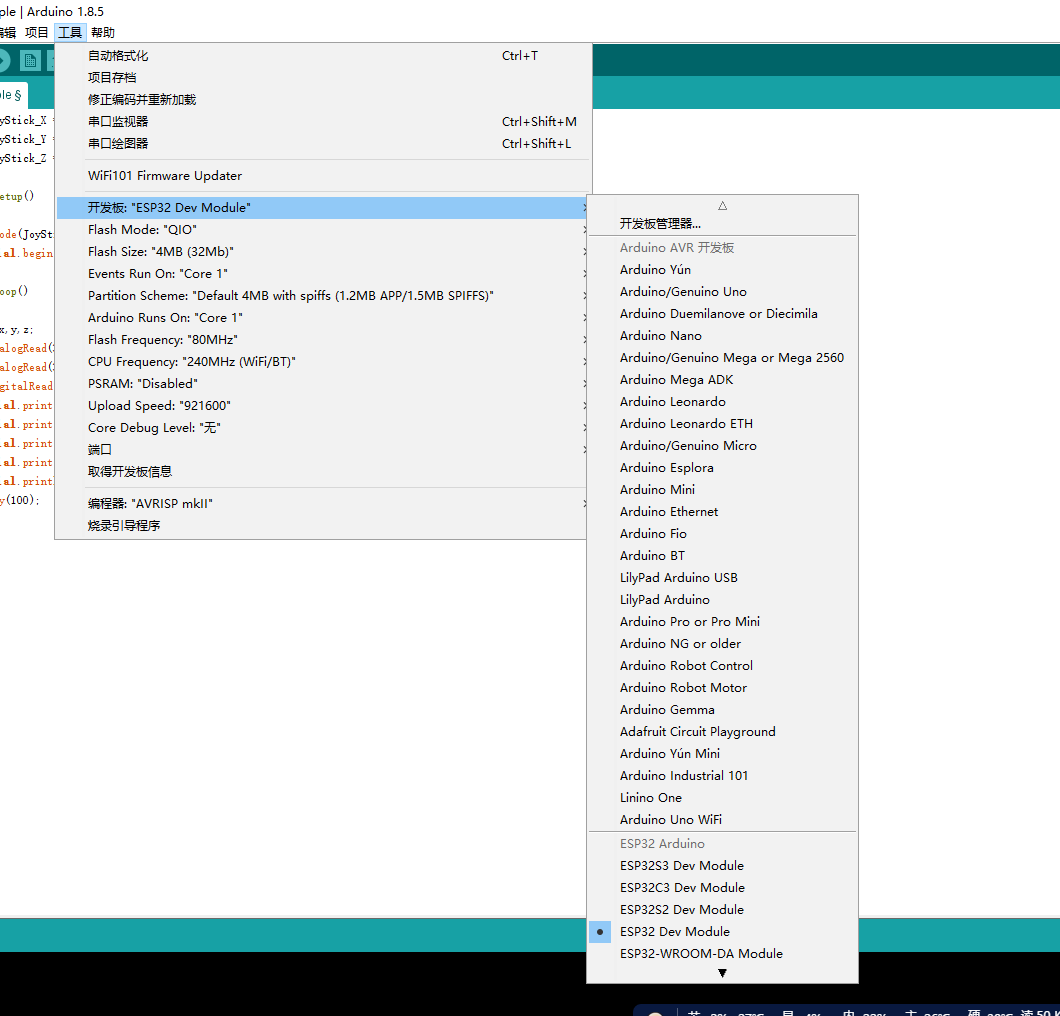 ple | Arduino 1.8.5
编辑 项目 工具 帮助
自动格式化 Ctrl+T
项目存档
修正编码并重新加载
串口监视器 Ctrl+Shift+M
串口绘图器 Ctrl+Shift+L
WiFi101 Firmware Updater
开发板: "ESP32 Dev Module"
Flash Mode: "QIO"
Flash Size: "4MB (32Mb)"
Events Run On: "Core 1"
Partition Scheme: "Default 4MB with spiffs (1.2MB APP/1.5MB SPIFFS)"
Arduino Runs On: "Core 1"
Flash Frequency: "80MHz"
CPU Frequency: "240MHz (WiFi/BT)"
PSRAM: "Disabled"
Upload Speed: "921600"
Core Debug Level: "无"
端口
取得开发板信息
编程器: "AVRISP mkII"
烧录引导程序
le §
yStick_X
yStick_Y
yStick_Z
etup()
ode(JoySt
al.begin
oop()
x,y,z;
alogRead(
alogRead(
gitalRead
al.print
al.print
al.print
al.print
al.print
y(100);
开发板管理器...
Arduino AVR 开发板
Arduino Yún
Arduino/Genuino Uno
Arduino Duemilanove or Diecimila
Arduino Nano
Arduino/Genuino Mega or Mega 2560
Arduino Mega ADK
Arduino Leonardo
Arduino Leonardo ETH
Arduino/Genuino Micro
Arduino Esplora
Arduino Mini
Arduino Ethernet
Arduino Fio
Arduino BT
LilyPad Arduino USB
LilyPad Arduino
Arduino Pro or Pro Mini
Arduino NG or older
Arduino Robot Control
Arduino Robot Motor
Arduino Gemma
Adafruit Circuit Playground
Arduino Yún Mini
Arduino Industrial 101
Linino One
Arduino Uno WiFi
ESP32 Arduino
ESP32S3 Dev Module
ESP32C3 Dev Module
ESP32S2 Dev Module
ESP32 Dev Module
ESP32-WROOM-DA Module